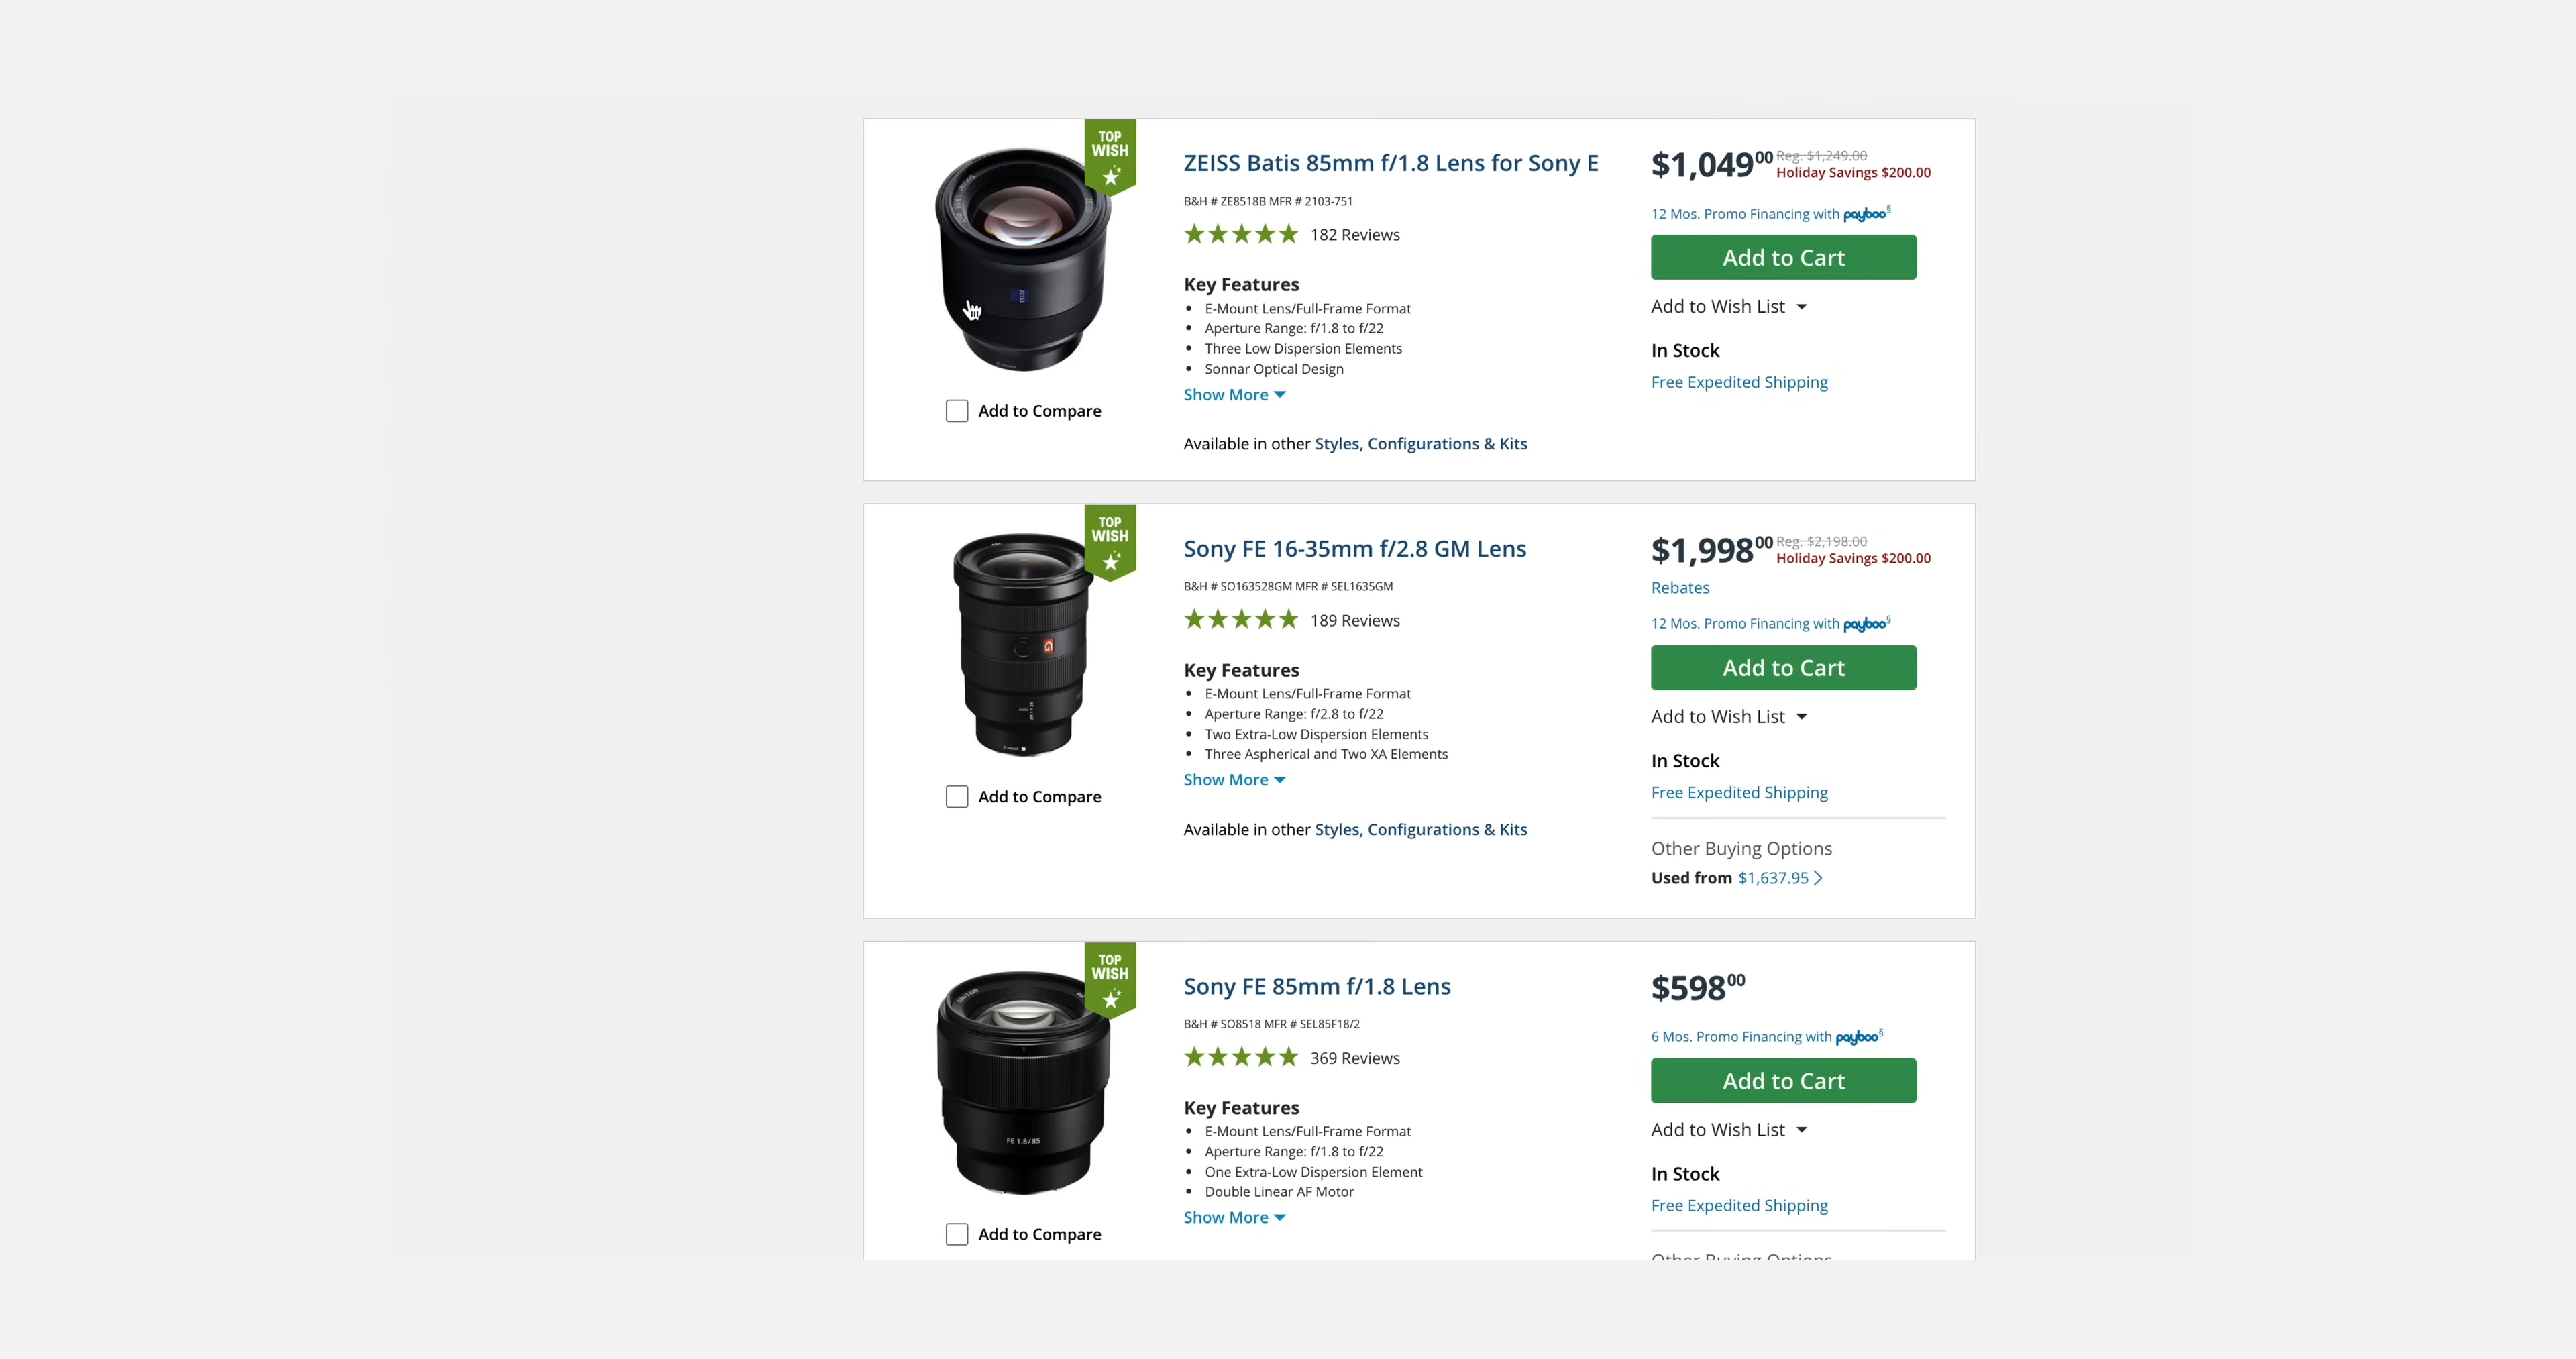 TOP
WISH
ZEISS Batis 85mm f/1.8 Lens for Sony E
B&H # ZE8518B MFR # 2103-751
182 Reviews
Key Features
E-Mount Lens/Full-Frame Format
Aperture Range: f/1.8 to f/22
Three Low Dispersion Elements
Sonnar Optical Design
Show More
Available in other Styles, Configurations & Kits
Add to Compare
$1,049 00 Reg. $1,249.00
Holiday Savings $200.00
12 Mos. Promo Financing with payboo§
Add to Cart
Add to Wish List
In Stock
Free Expedited Shipping
TOP
WISH
Sony FE 16-35mm f/2.8 GM Lens
B&H # SO163528GM MFR # SEL1635GM
189 Reviews
Key Features
E-Mount Lens/Full-Frame Format
Aperture Range: f/2.8 to f/22
Two Extra-Low Dispersion Elements
Three Aspherical and Two XA Elements
Show More
Available in other Styles, Configurations & Kits
G
Add to Compare
$1,998 00 Reg. $2,198.00
Holiday Savings $200.00
Rebates
12 Mos. Promo Financing with payboo§
Add to Cart
Add to Wish List
In Stock
Free Expedited Shipping
Other Buying Options
Used from $1,637.95
TOP
WISH
Sony FE 85mm f/1.8 Lens
B&H # SO8518 MFR # SEL85F18/2
369 Reviews
Key Features
E-Mount Lens/Full-Frame Format
Aperture Range: f/1.8 to f/22
One Extra-Low Dispersion Element
Double Linear AF Motor
Show More
FE 1.8/85
Add to Compare
$598 00
6 Mos. Promo Financing with payboo§
Add to Cart
Add to Wish List
In Stock
Free Expedited Shipping
Other Buying Options